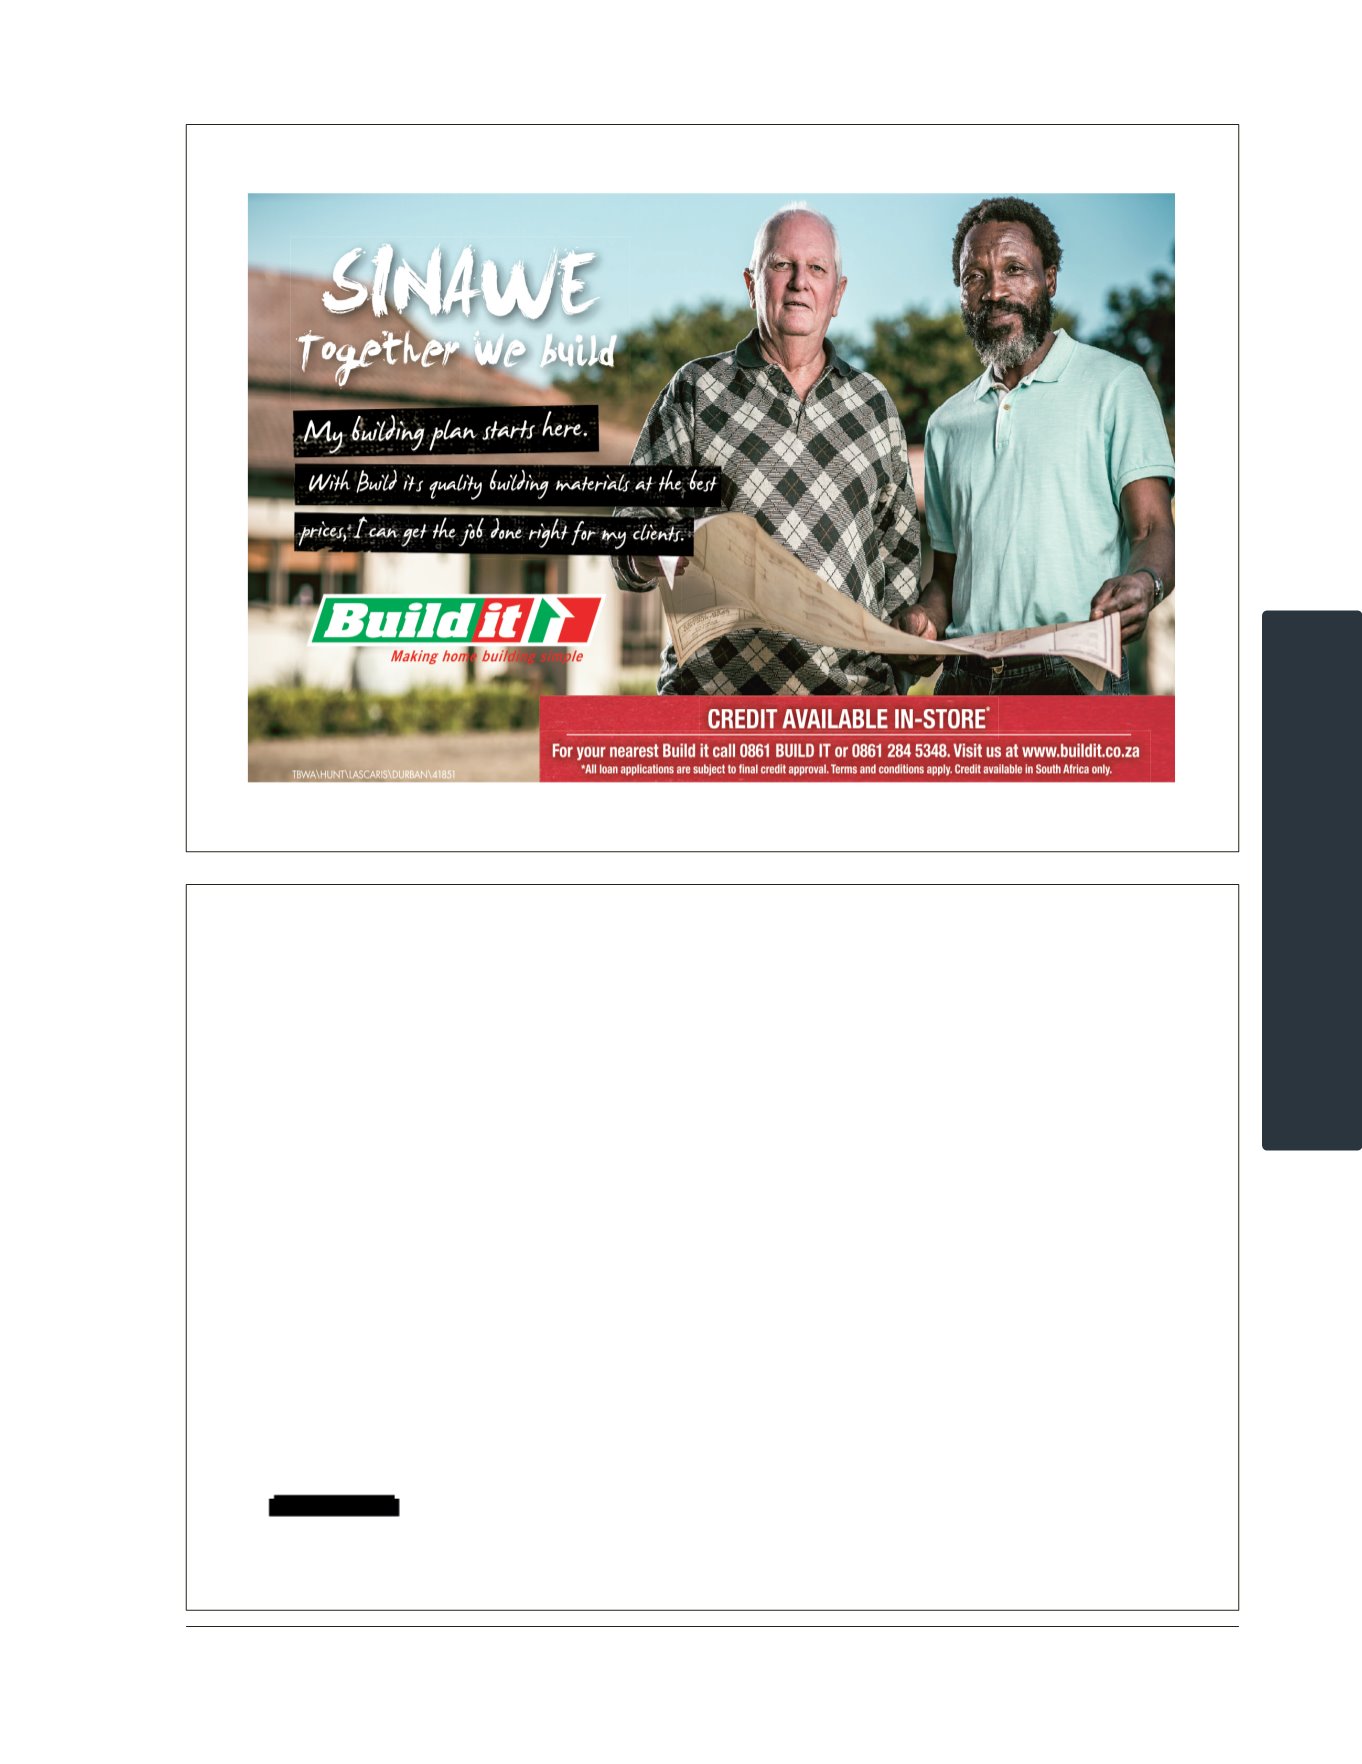 SINAWE
Together we build
My building plan starts here.
With Build its quality building materials at the best
prices, I can get the job done right for my clients.
Build it
Making home building simple
CREDIT AVAILABLE IN-STORE*
For your nearest Build it call 0861 BUILD IT or 0861 284 5348. Visit us at www.buildit.co.za
*All loan applications are subject to final credit approval. Terms and conditions apply. Credit available in South Africa only.
TBWA\HUNT\LASCARIS\DURBAN\41851